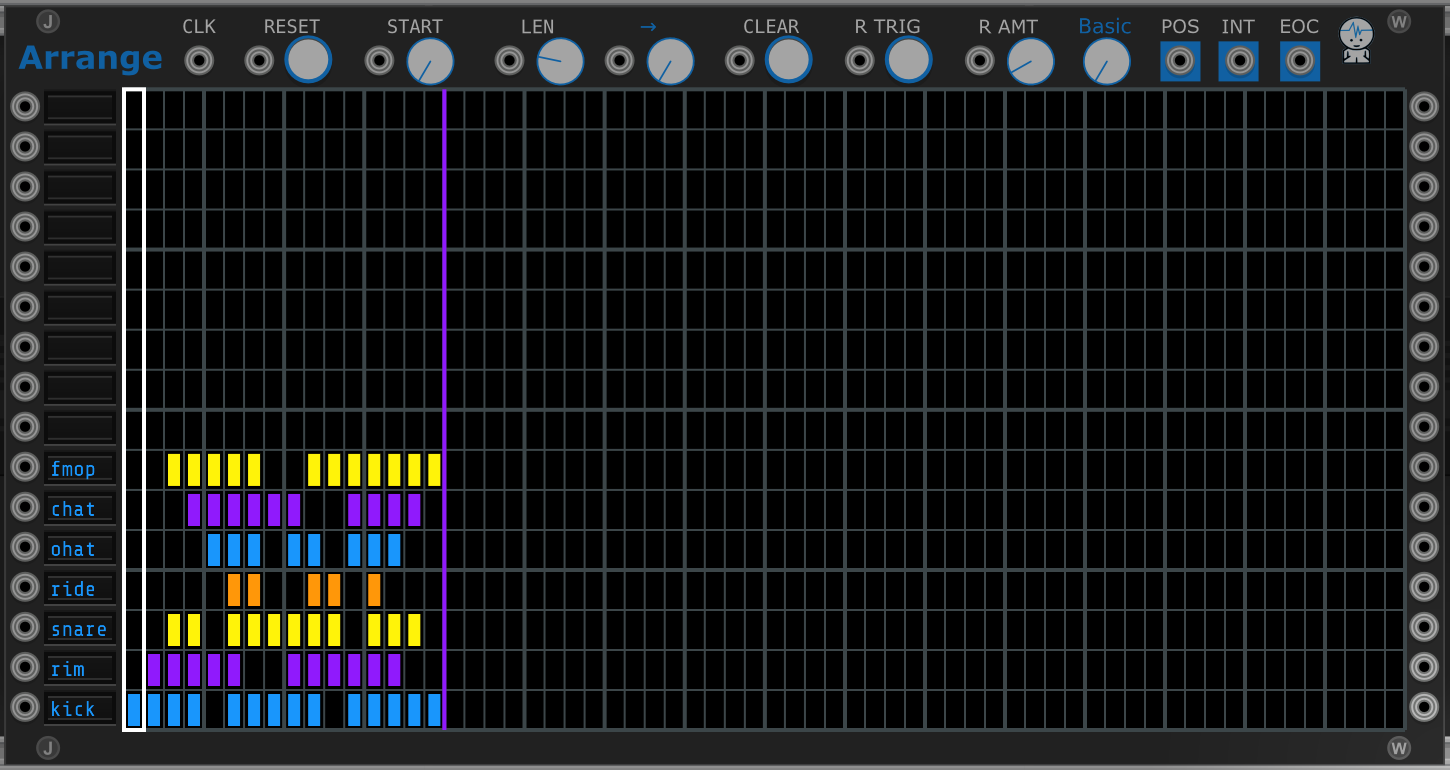 J
CLK RESET START LEN → CLEAR R TRIG R AMT Basic POS INT EOC
W
Arrange
fmop
chat
ohat
ride
snare
rim
kick
J
W